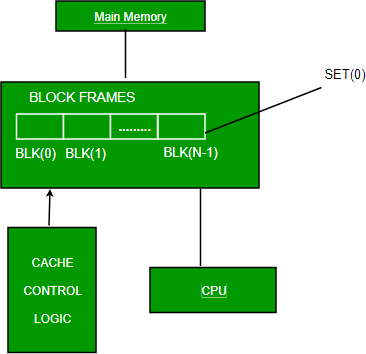 Main Memory
SET(0)
BLOCK FRAMES
.........
BLK(0) BLK(1) BLK(N-1)
CACHE
CONTROL
LOGIC
CPU